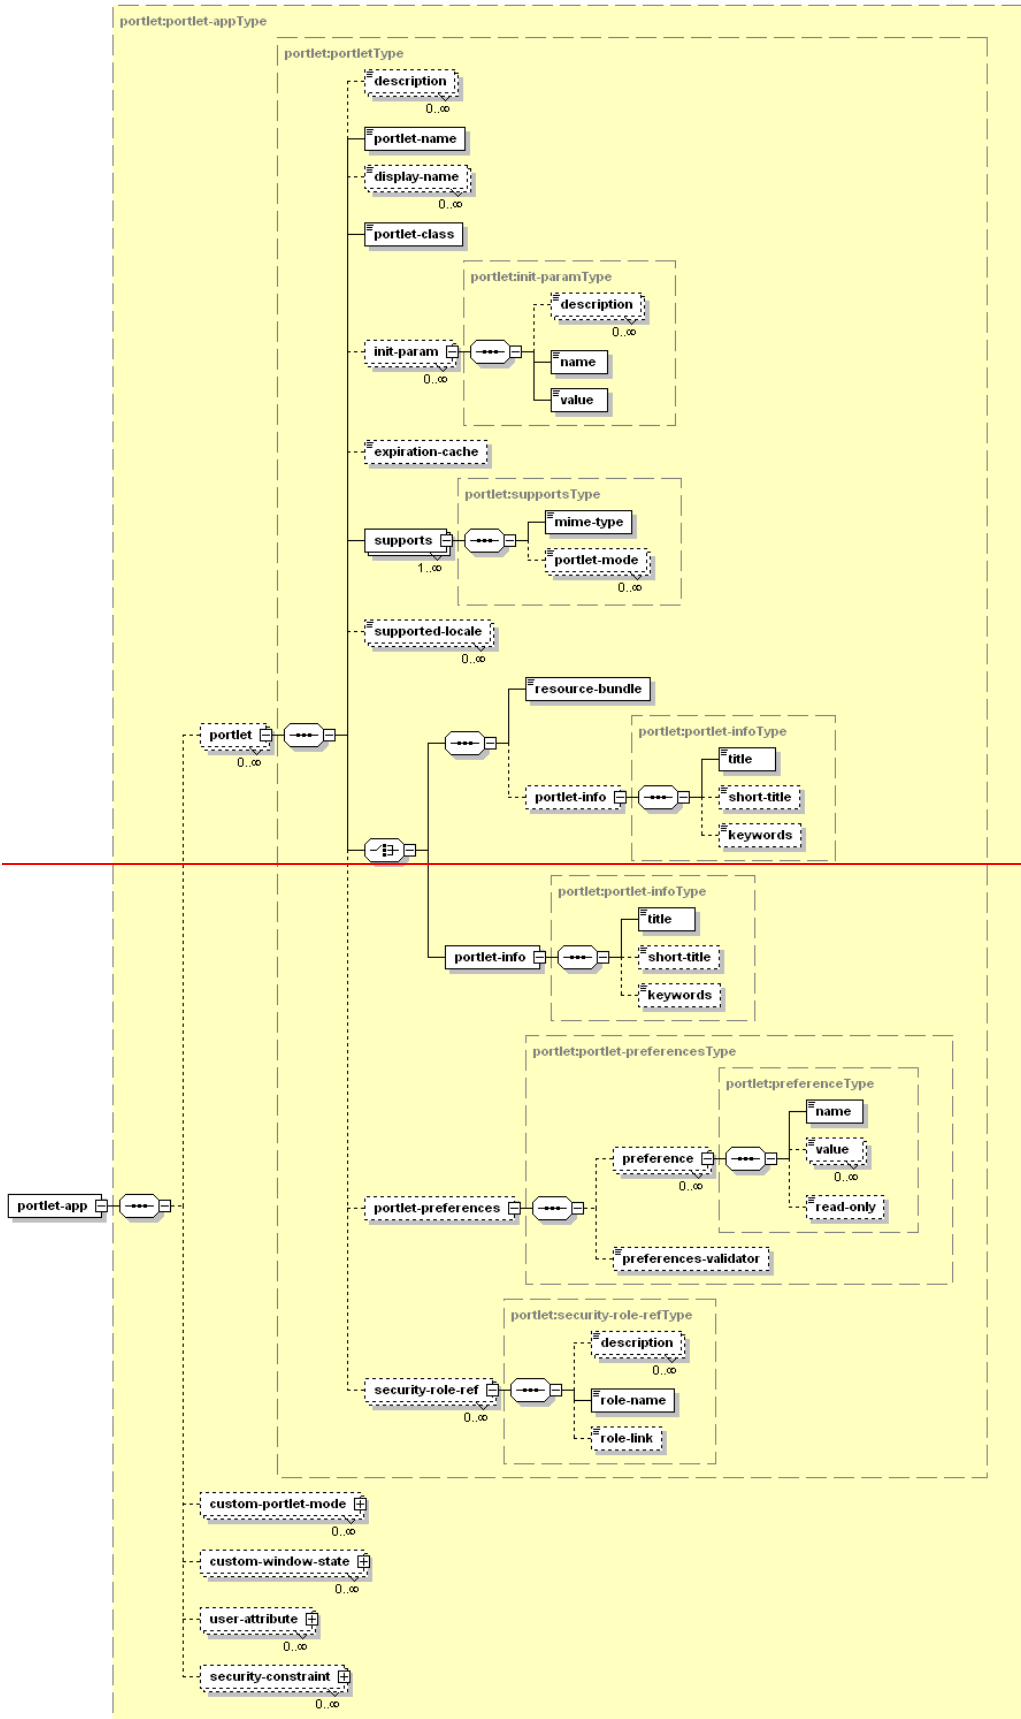 portlet:portlet-appType
portlet:portletType
description
0..∞
portlet-name
display-name
0..∞
portlet-class
portlet:init-paramType
description
0..∞
init-param
0..∞
name
value
expiration-cache
portlet:supportsType
mime-type
supports
1..∞
portlet-mode
0..∞
supported-locale
0..∞
resource-bundle
portlet:portlet-infoType
portlet
0..∞
title
portlet-info
short-title
keywords
portlet:portlet-infoType
title
portlet-info
short-title
keywords
portlet:portlet-preferencesType
portlet:preferenceType
name
preference
0..∞
value
0..∞
portlet-app
portlet-preferences
read-only
preferences-validator
portlet:security-role-refType
description
0..∞
security-role-ref
0..∞
role-name
role-link
custom-portlet-mode
0..∞
custom-window-state
0..∞
user-attribute
0..∞
security-constraint
0..∞